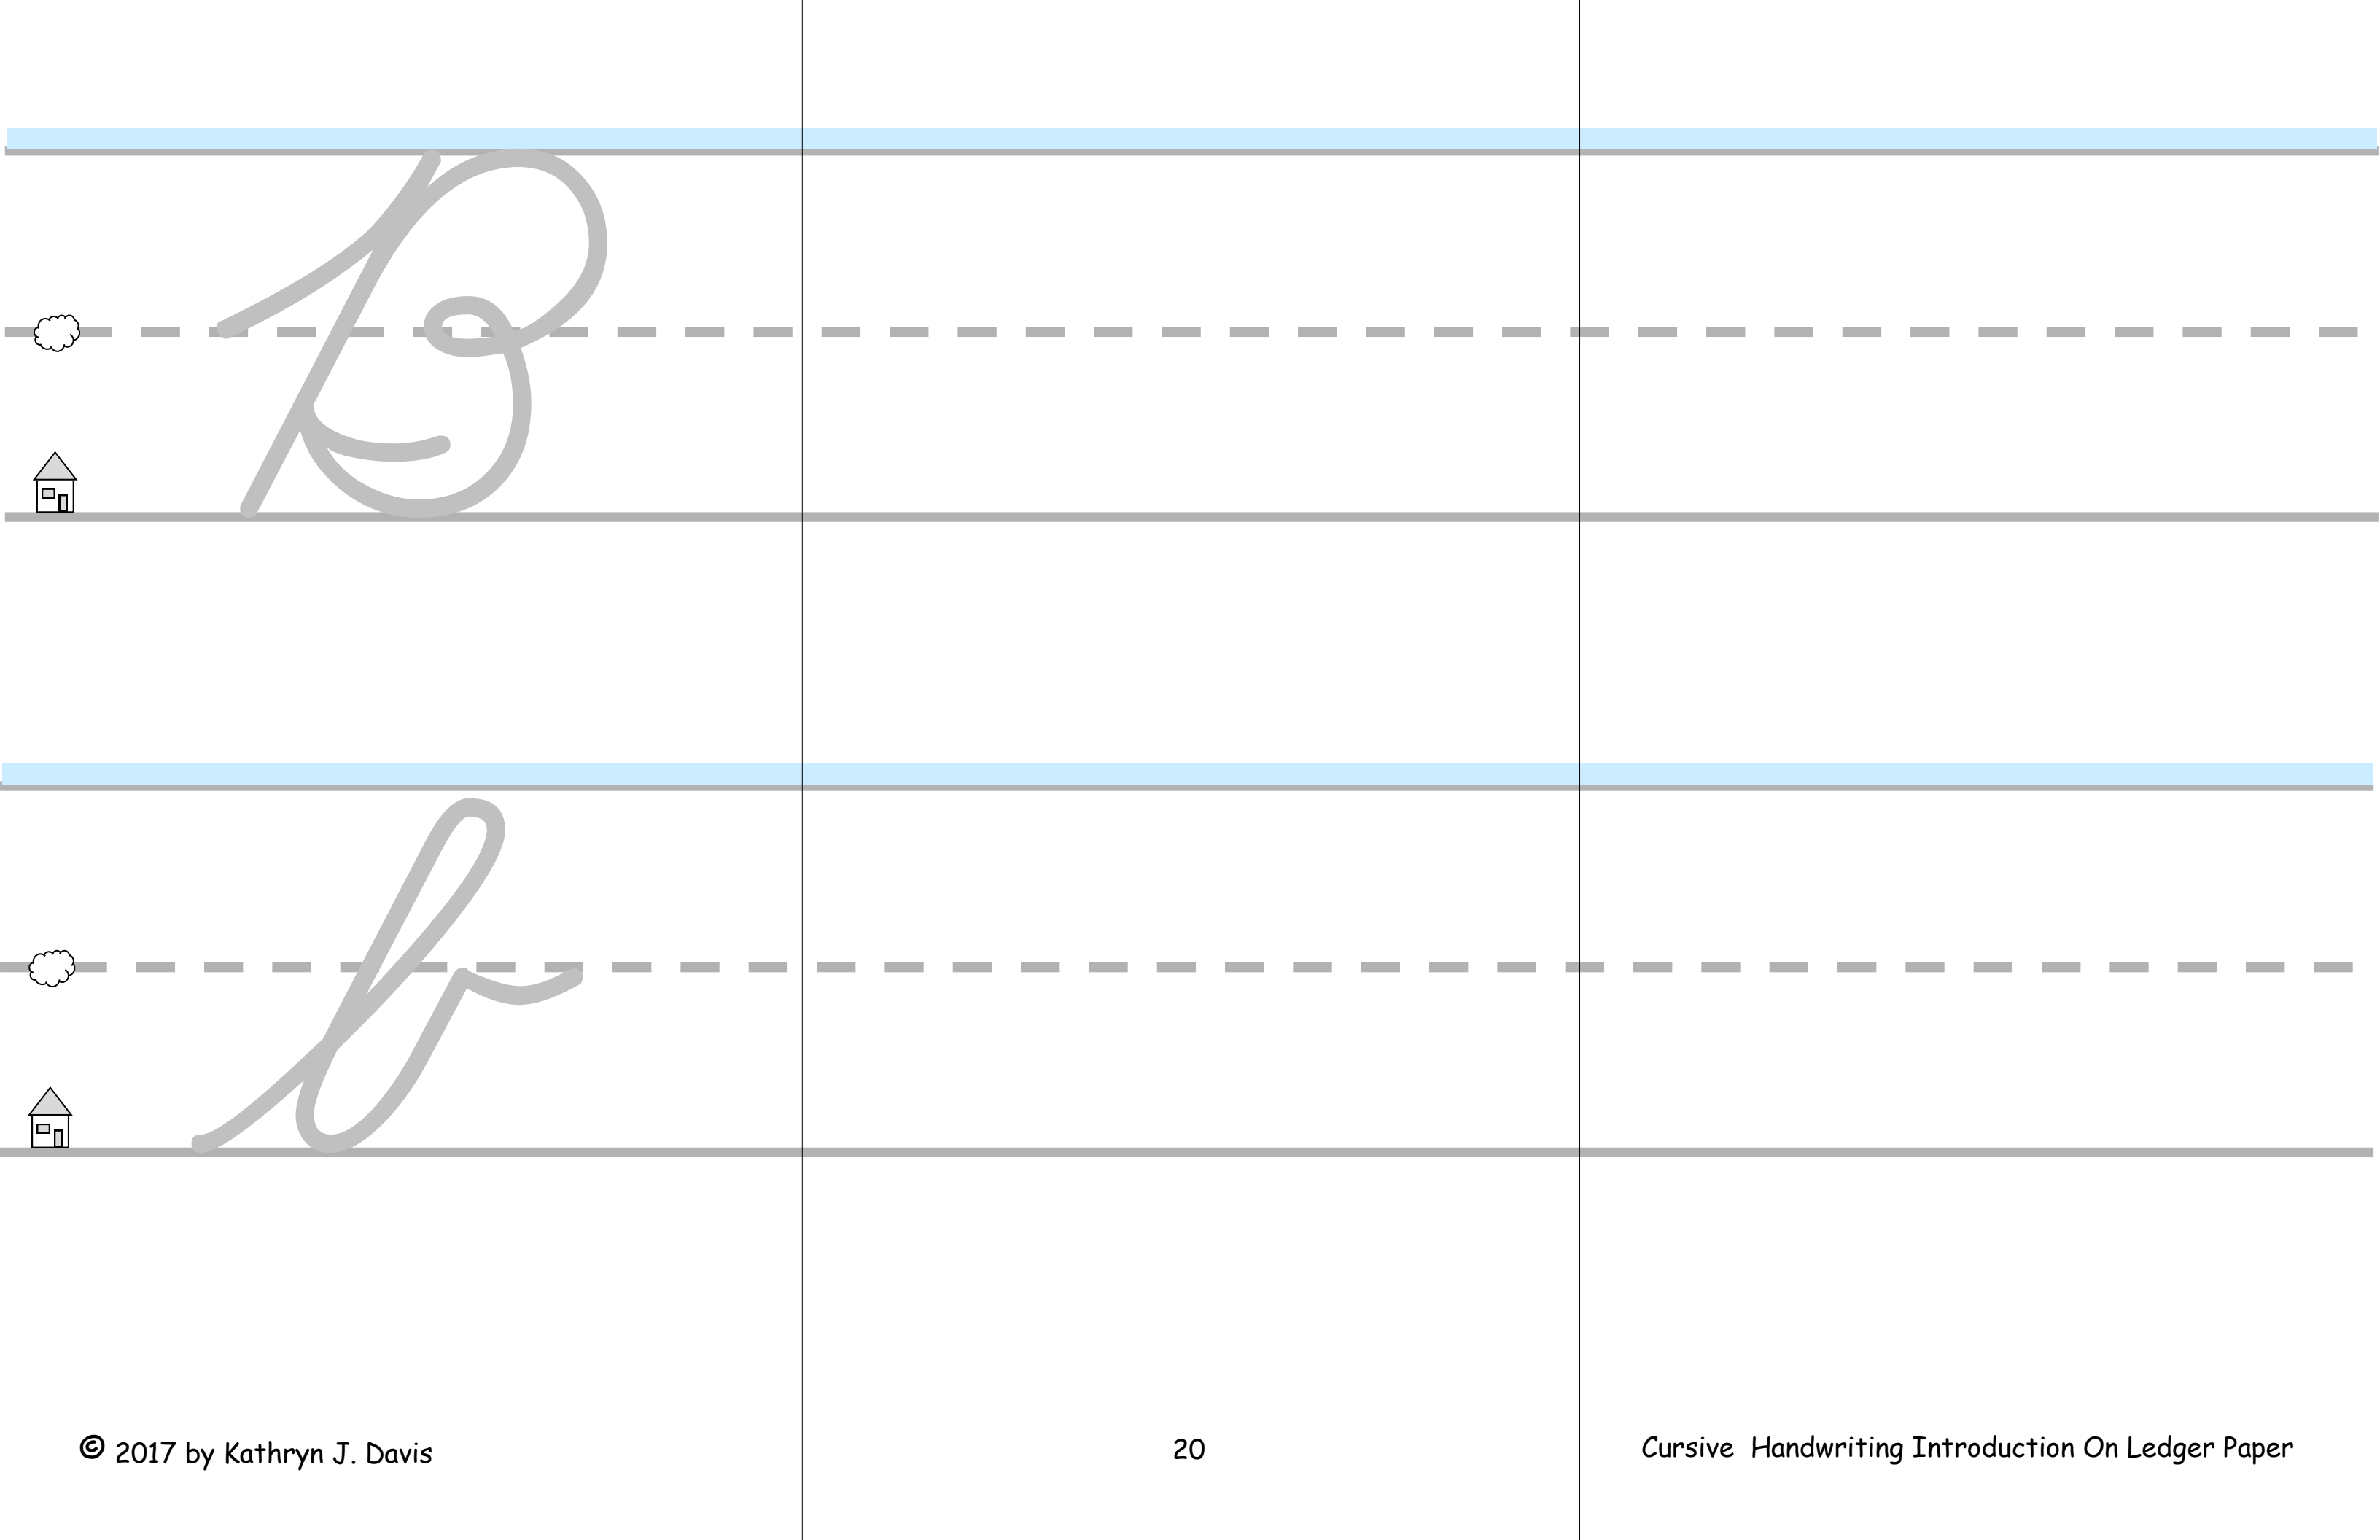 B
b
© 2017 by Kathryn J. Davis
20
Cursive Handwriting Introduction On Ledger Paper